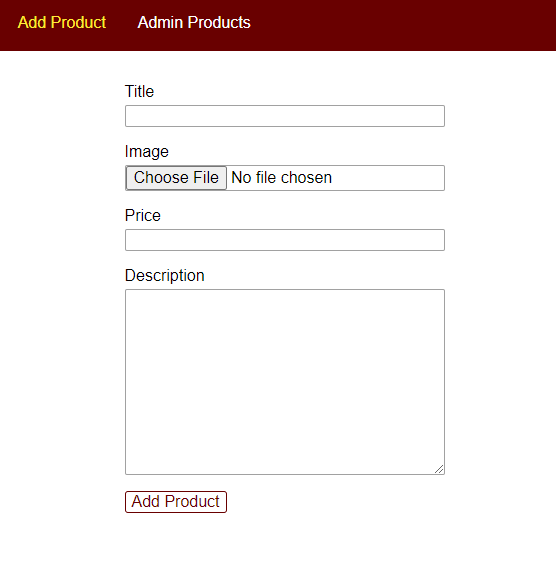 Add Product Admin Products
Title
Image
Choose File No file chosen
Price
Description
Add Product